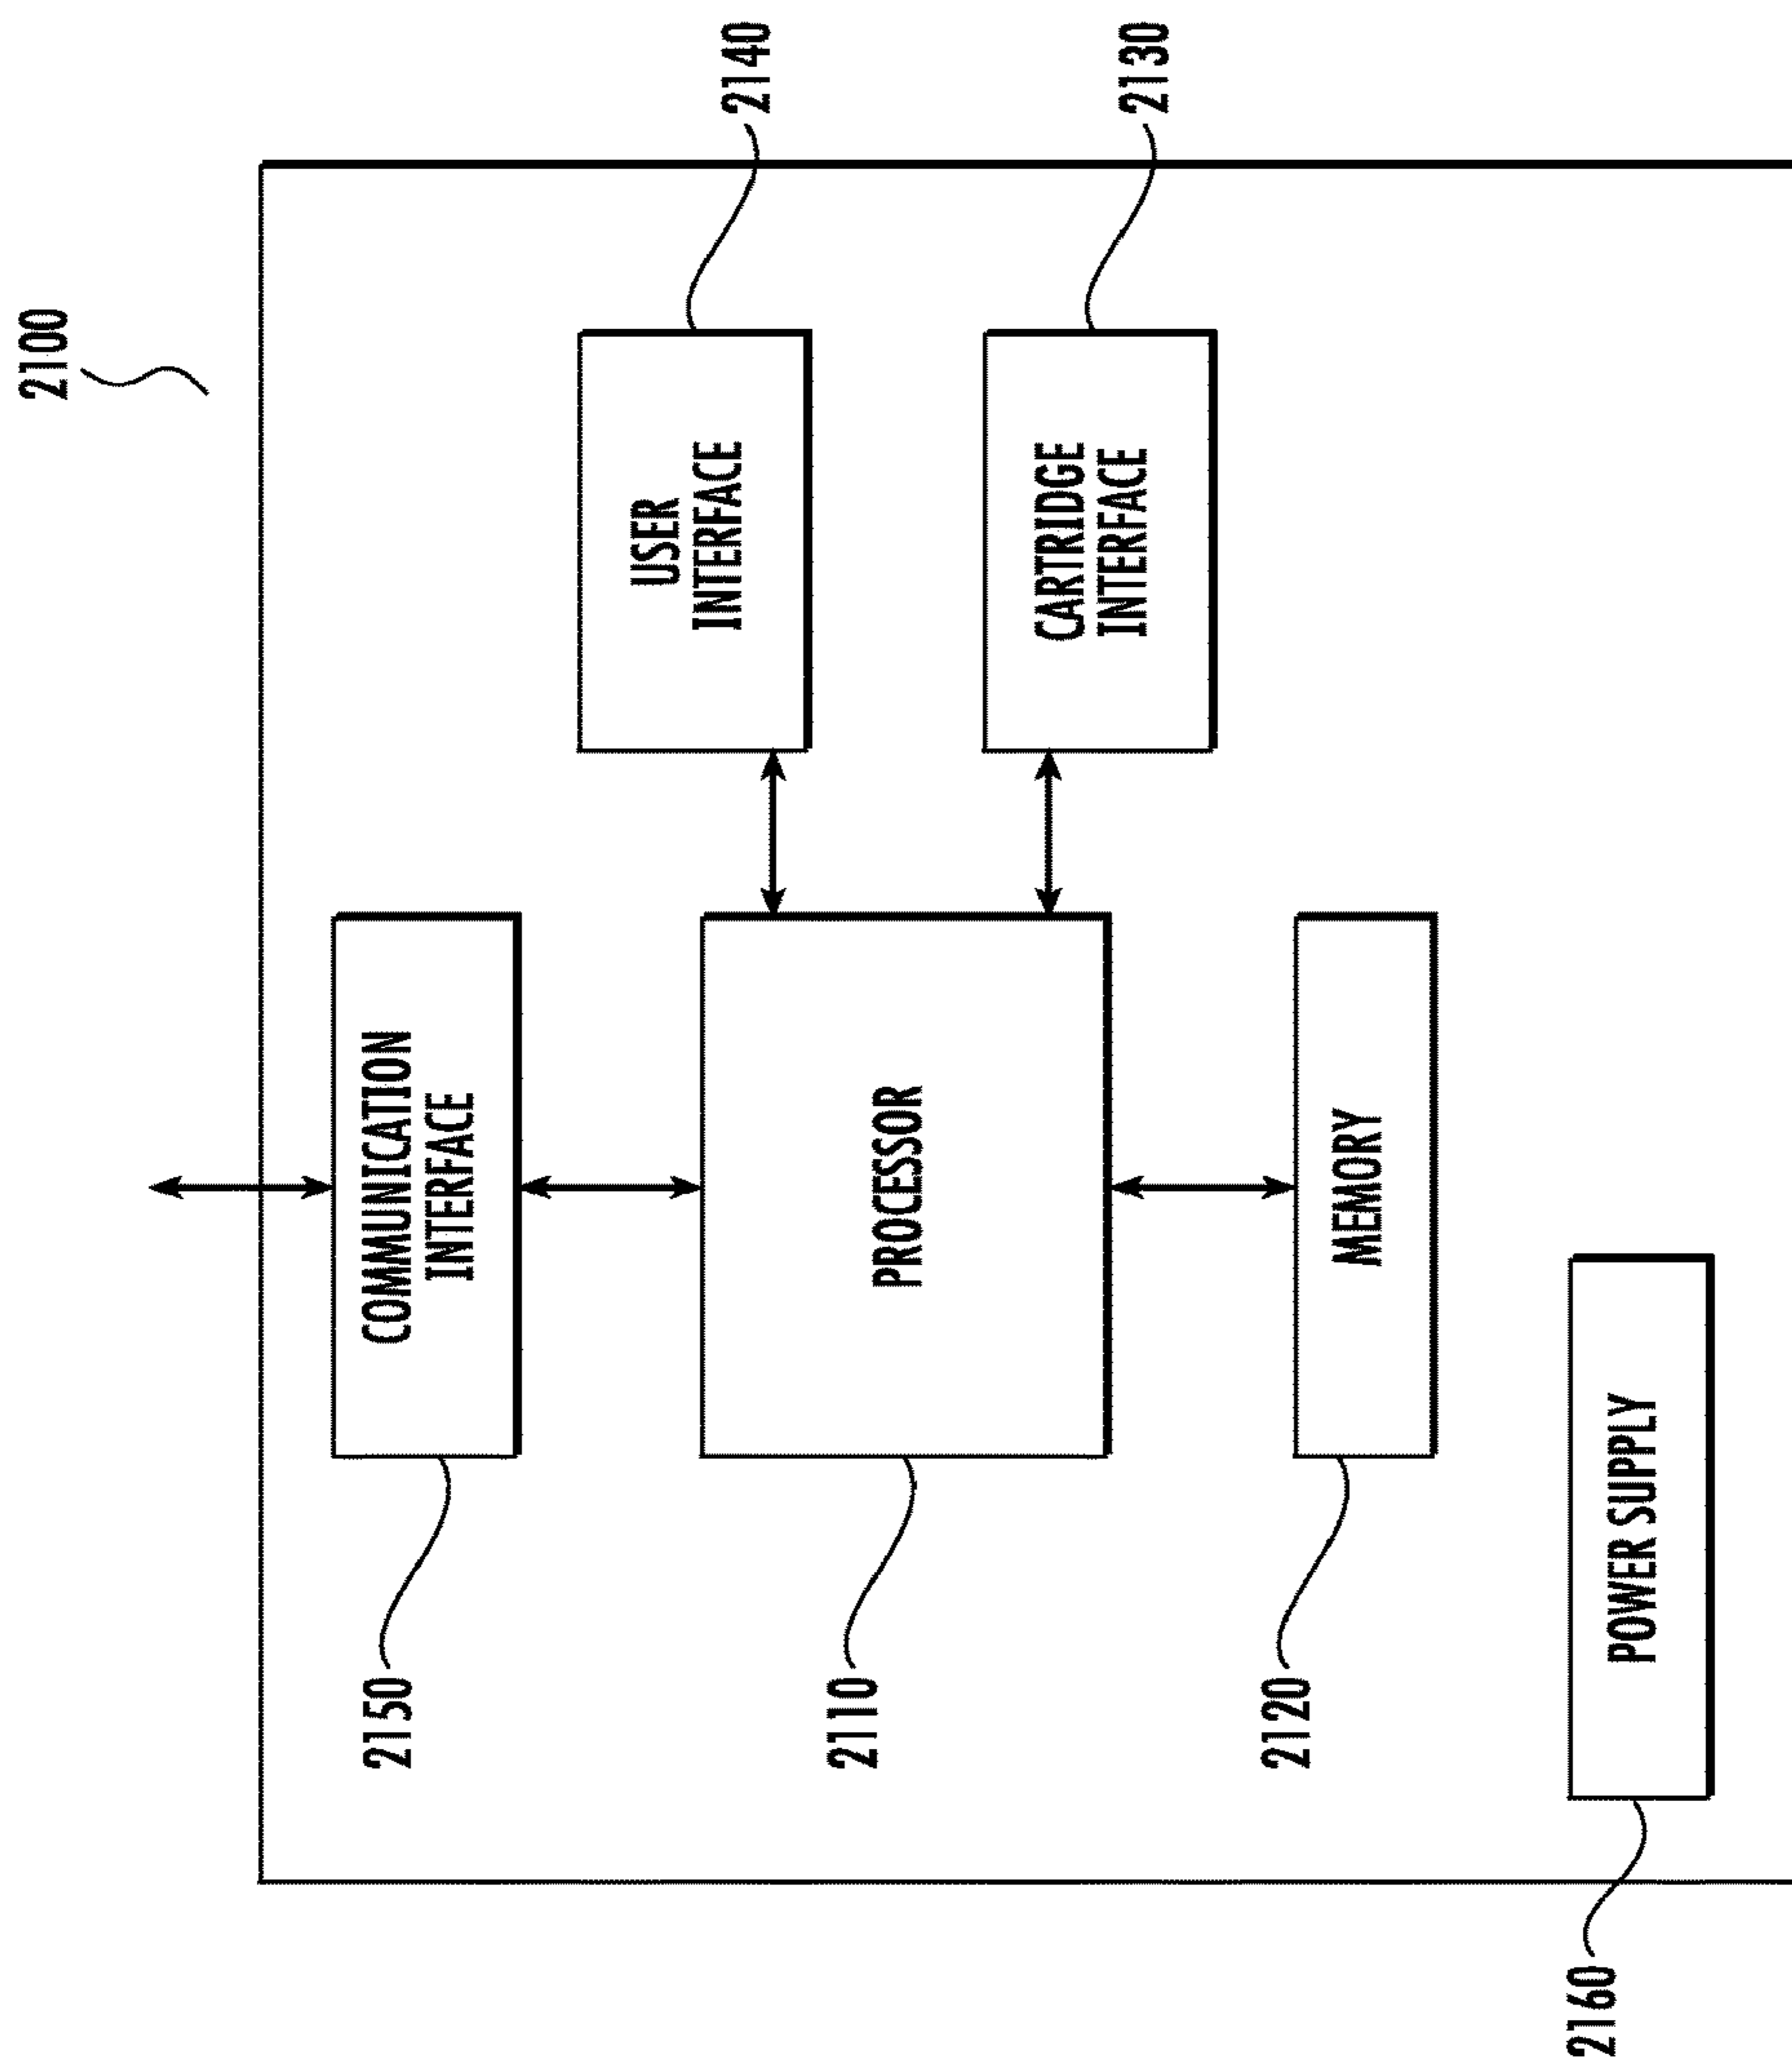 2100
COMMUNICATION
INTERFACE
2150
USER
INTERFACE
2140
PROCESSOR
2110
CARTRIDGE
INTERFACE
2130
MEMORY
2120
POWER SUPPLY
2160